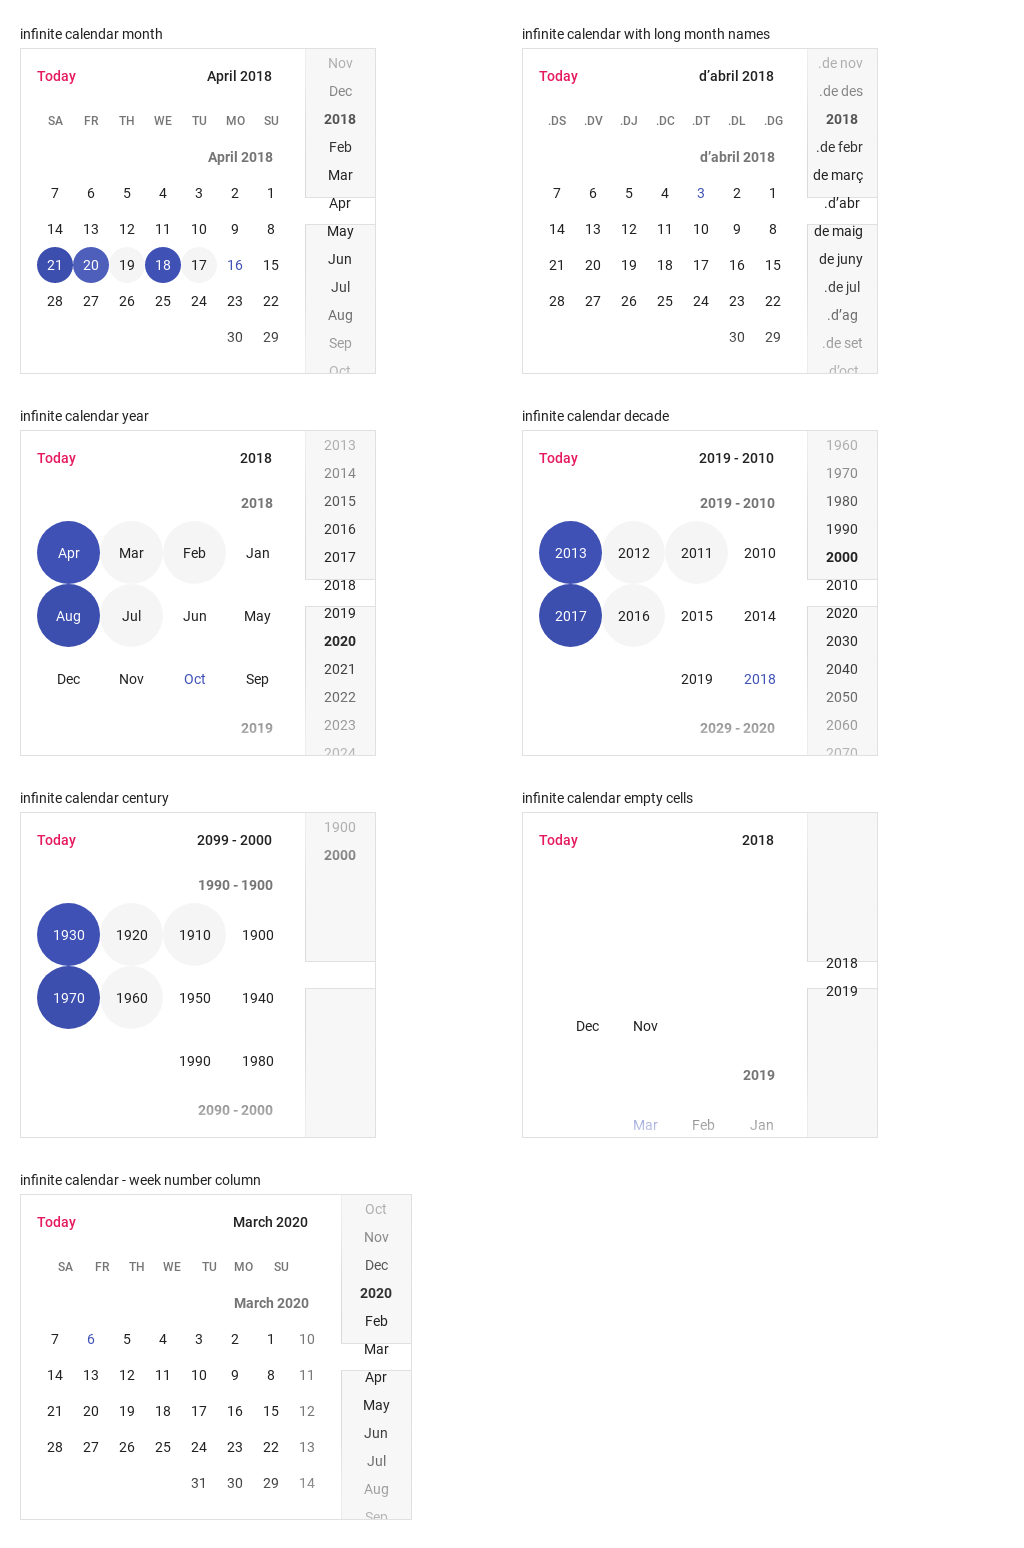 infinite calendar month
Today April 2018
SA FR TH WE TU MO SU
April 2018
7 6 5 4 3 2 1
14 13 12 11 10 9 8
21 20 19 18 17 16 15
28 27 26 25 24 23 22
30 29
Nov
Dec
2018
Feb
Mar
Apr
May
Jun
Jul
Aug
Sep
Oct
infinite calendar with long month names
Today d’abril 2018
.DS .DV .DJ .DC .DT .DL .DG
d’abril 2018
7 6 5 4 3 2 1
14 13 12 11 10 9 8
21 20 19 18 17 16 15
28 27 26 25 24 23 22
30 29
.de nov
.de des
2018
.de febr
de març
.d’abr
de maig
de juny
.de jul
.d’ag
.de set
.d’oct
infinite calendar year
Today 2018
2018
Apr Mar Feb Jan
Aug Jul Jun May
Dec Nov Oct Sep
2019
2013
2014
2015
2016
2017
2018
2019
2020
2021
2022
2023
2024
infinite calendar decade
Today 2019 - 2010
2019 - 2010
2013 2012 2011 2010
2017 2016 2015 2014
2019 2018
2029 - 2020
1960
1970
1980
1990
2000
2010
2020
2030
2040
2050
2060
2070
infinite calendar century
Today 2099 - 2000
1990 - 1900
1930 1920 1910 1900
1970 1960 1950 1940
1990 1980
2090 - 2000
1900
2000
infinite calendar empty cells
Today 2018
Dec Nov
2019
Mar Feb Jan
2018
2019
infinite calendar - week number column
Today March 2020
SA FR TH WE TU MO SU
March 2020
7 6 5 4 3 2 1 10
14 13 12 11 10 9 8 11
21 20 19 18 17 16 15 12
28 27 26 25 24 23 22 13
31 30 29 14
Oct
Nov
Dec
2020
Feb
Mar
Apr
May
Jun
Jul
Aug
Sep